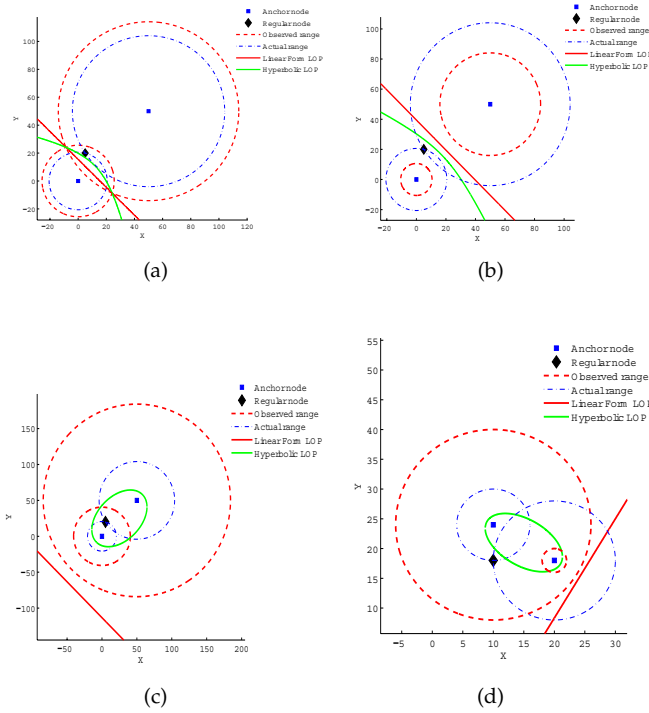 Anchornode
Regularnode
Observed range
Actualrange
LinearForm LOP
Hyperbolic LOP
100
80
60
40
20
0
−20
Y
−20 0 20 40 60 80 100 120
X
(a)
Anchornode
Regularnode
Observed range
Actualrange
LinearForm LOP
Hyperbolic LOP
100
80
60
40
20
0
−20
Y
−20 0 20 40 60 80 100
X
(b)
Anchornode
Regularnode
Observed range
Actualrange
LinearForm LOP
Hyperbolic LOP
150
100
50
0
−50
−100
Y
−50 0 50 100 150 200
X
(c)
Anchornode
Regularnode
Observed range
Actualrange
LinearForm LOP
Hyperbolic LOP
55
50
45
40
35
30
25
20
15
10
Y
−5 0 5 10 15 20 25 30
X
(d)